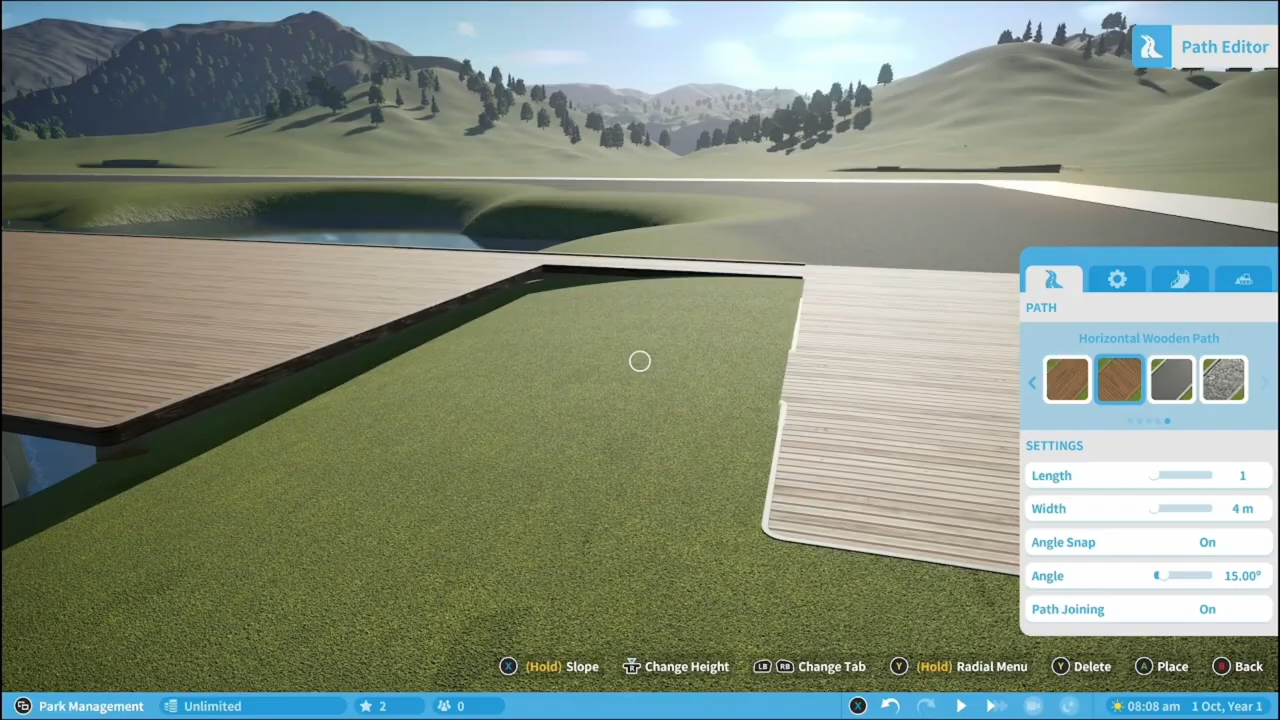 Path Editor
PATH
Horizontal Wooden Path
SETTINGS
Length 1
Width 4 m
Angle Snap On
Angle 15.00°
Path Joining On
X (Hold) Slope R Change Height LB RB Change Tab Y (Hold) Radial Menu Y Delete A Place B Back
Park Management Unlimited 2 0 X 08:08 am 1 Oct, Year 1